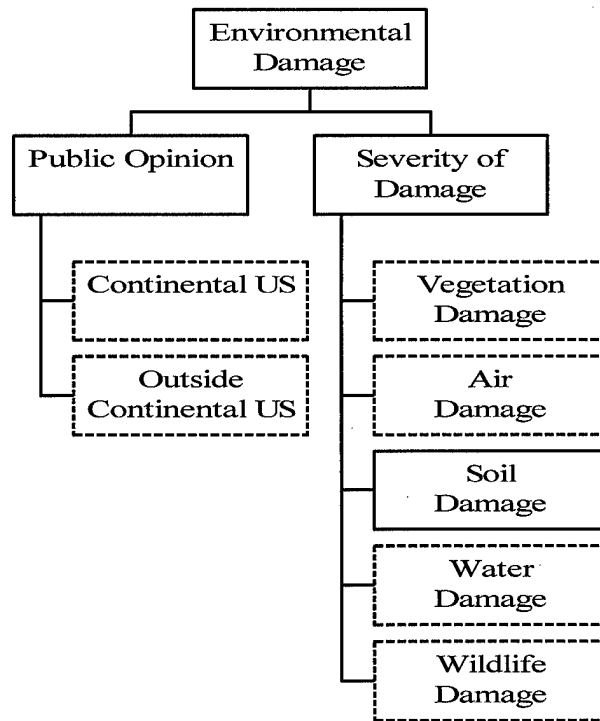 Environmental
Damage
Public Opinion
Severity of
Damage
Continental US
Outside
Continental US
Vegetation
Damage
Air
Damage
Soil
Damage
Water
Damage
Wildlife
Damage